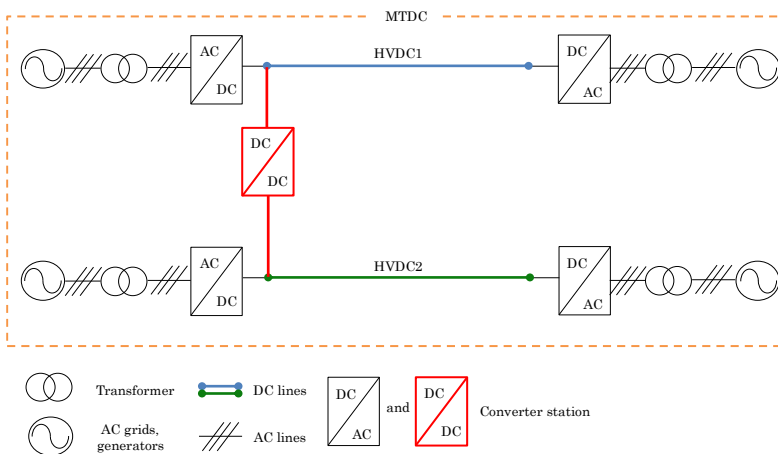 MTDC
AC
DC
HVDC1
DC
AC
DC
DC
AC
DC
HVDC2
DC
AC
Transformer
DC lines
DC
AC
and
DC
DC
Converter station
AC grids,
generators
AC lines